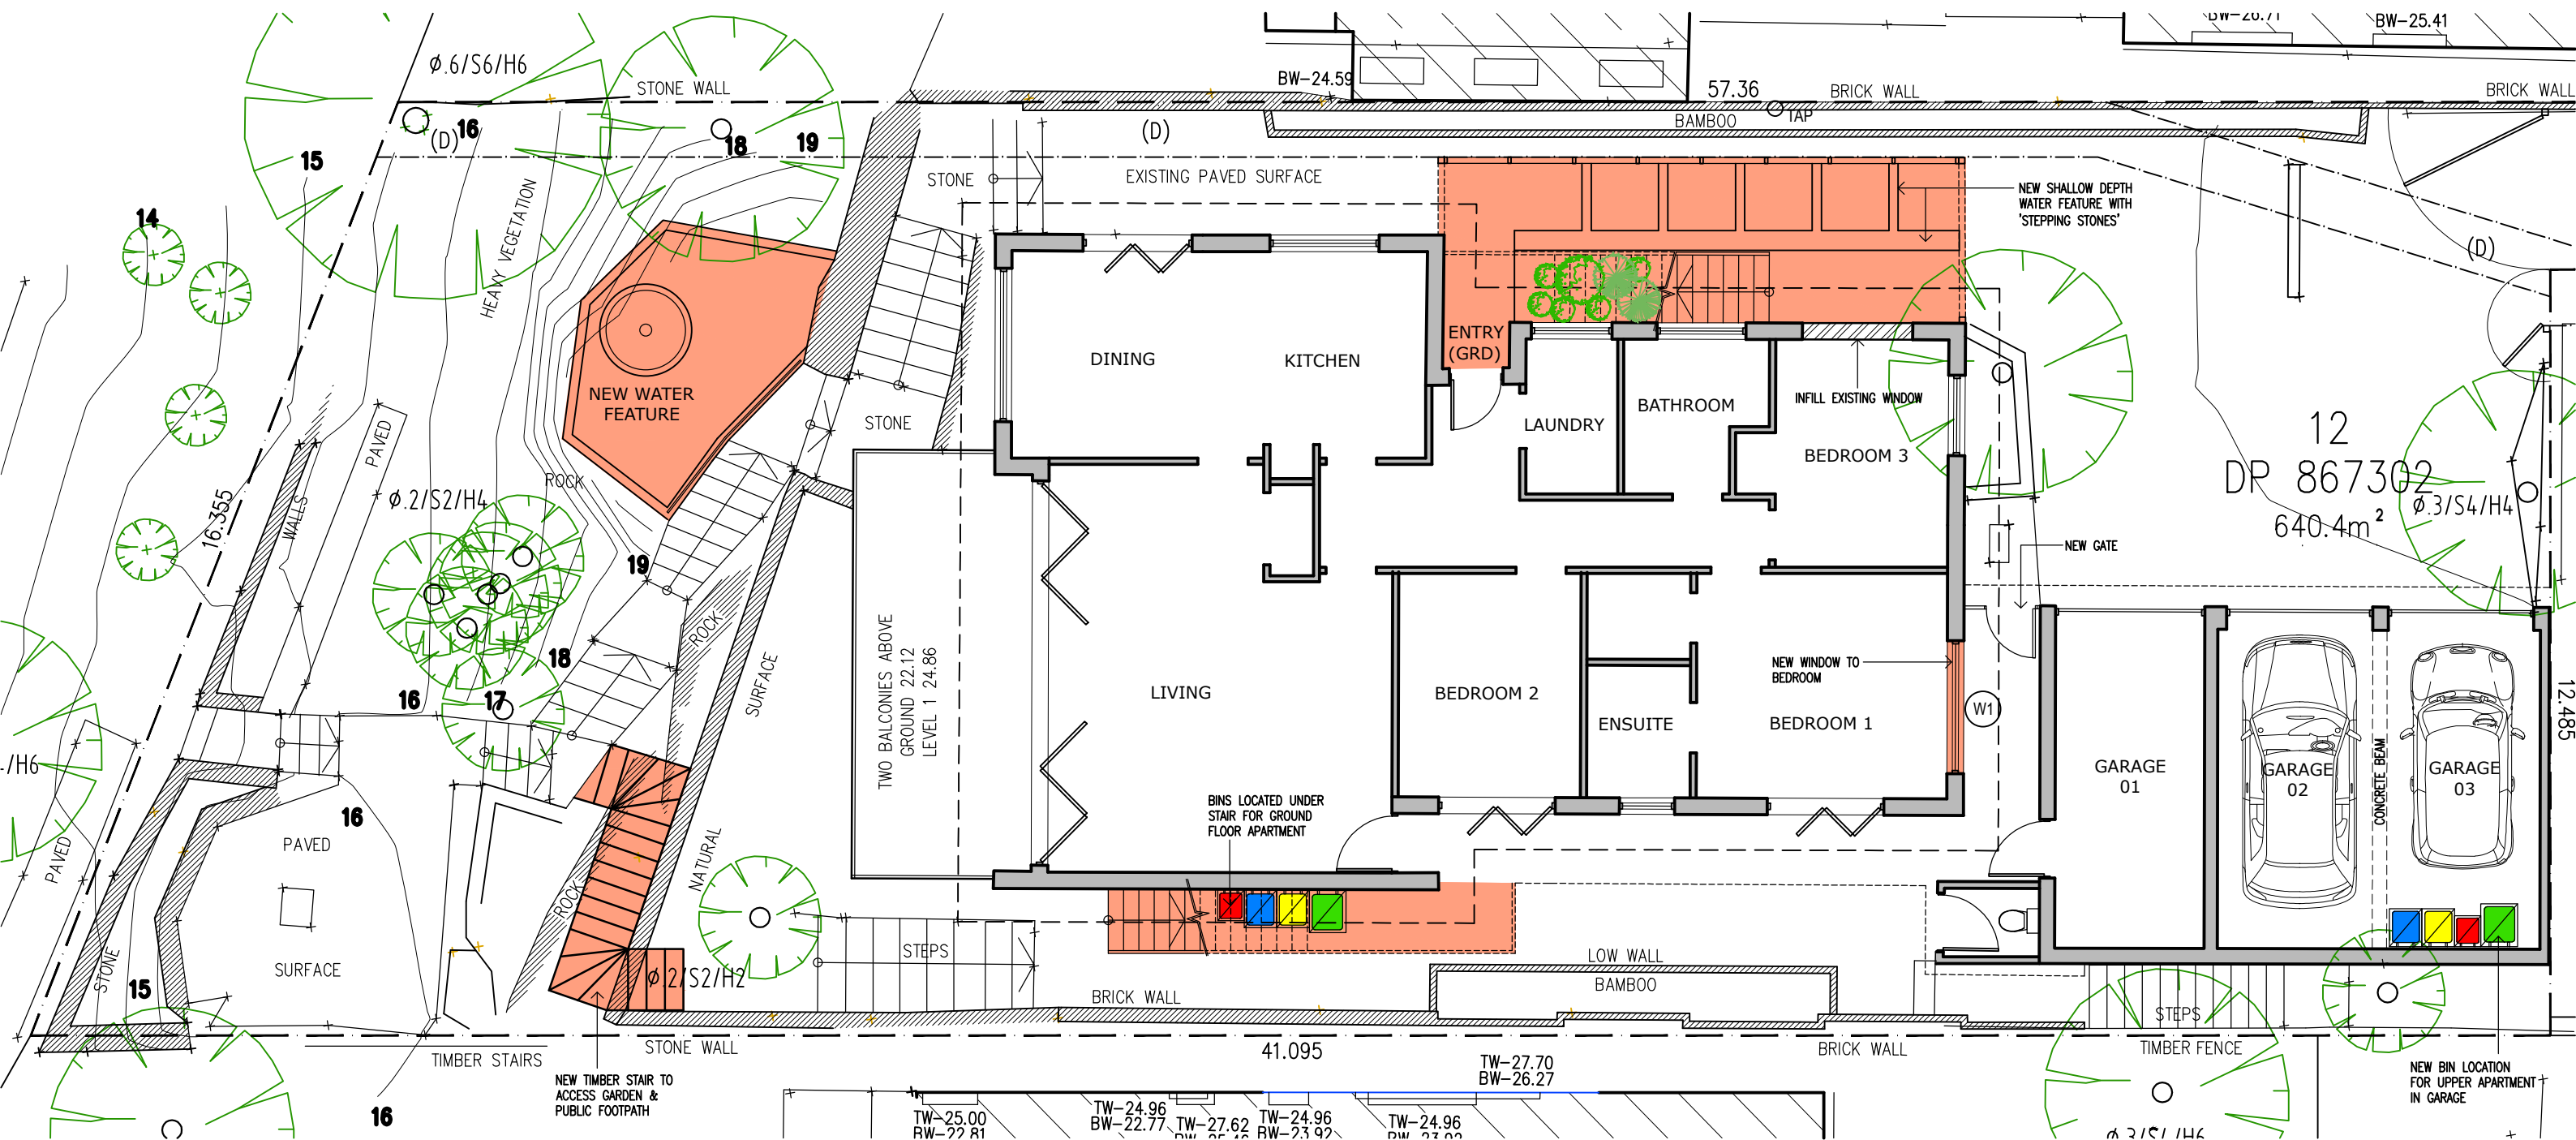 BW-26.71
BW-25.41
Ø.6/S6/H6
STONE WALL
BW-24.59
57.36
BRICK WALL
BRICK WALL
TAP
BAMBOO
(D)
16
(D)
18
19
15
STONE
EXISTING PAVED SURFACE
NEW SHALLOW DEPTH
WATER FEATURE WITH
'STEPPING STONES'
14
HEAVY VEGETATION
(D)
ENTRY
(GRD)
DINING
KITCHEN
NEW WATER
FEATURE
INFILL EXISTING WINDOW
BATHROOM
LAUNDRY
STONE
PAVED
BEDROOM 3
12
DP 867302
640.4m²
Ø.3/S4/H4
ROCK
Ø.2/S2/H4
WALLS
16.355
NEW GATE
19
ROCK
18
SURFACE
TWO BALCONIES ABOVE
GROUND 22.12
LEVEL 1 24.86
NEW WINDOW TO
BEDROOM
LIVING
BEDROOM 2
ENSUITE
BEDROOM 1
W1
16
17
12.485
-/H6
GARAGE
01
GARAGE
02
CONCRETE BEAM
GARAGE
03
BINS LOCATED UNDER
STAIR FOR GROUND
FLOOR APARTMENT
16
PAVED
PAVED
NATURAL
ROCK
STEPS
LOW WALL
BAMBOO
SURFACE
STONE
15
Ø.2/S2/H2
BRICK WALL
STEPS
TIMBER STAIRS
STONE WALL
41.095
BRICK WALL
TIMBER FENCE
TW-27.70
BW-26.27
NEW TIMBER STAIR TO
ACCESS GARDEN &
PUBLIC FOOTPATH
NEW BIN LOCATION
FOR UPPER APARTMENT
IN GARAGE
16
TW-25.00
BW-22.81
TW-24.96
BW-22.77
TW-27.62
TW-24.96
BW-23.92
TW-24.96